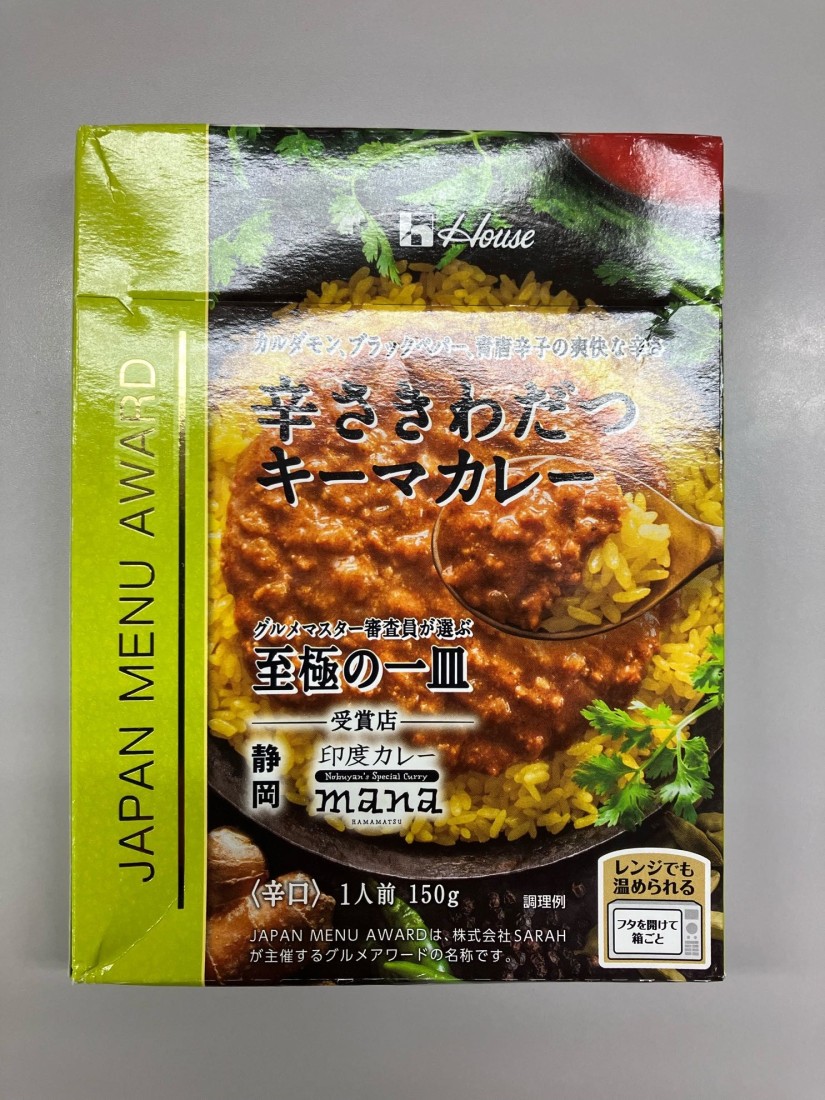 House
カルダモン、ブラックペパー、青唐辛子の爽快な辛さ
辛さきわだつ
キーマカレー
グルメマスター審査員が選ぶ
至極の一皿
受賞店
静岡
印度カレー
Nobuyan's Special Curry
mana
HAMAMATSU
〈辛口〉 1人前 150g
調理例
JAPAN MENU AWARDは、株式会社SARAH
が主催するグルメアワードの名称です。
レンジでも
温められる
フタを開けて
箱ごと
JAPAN MENU AWARD